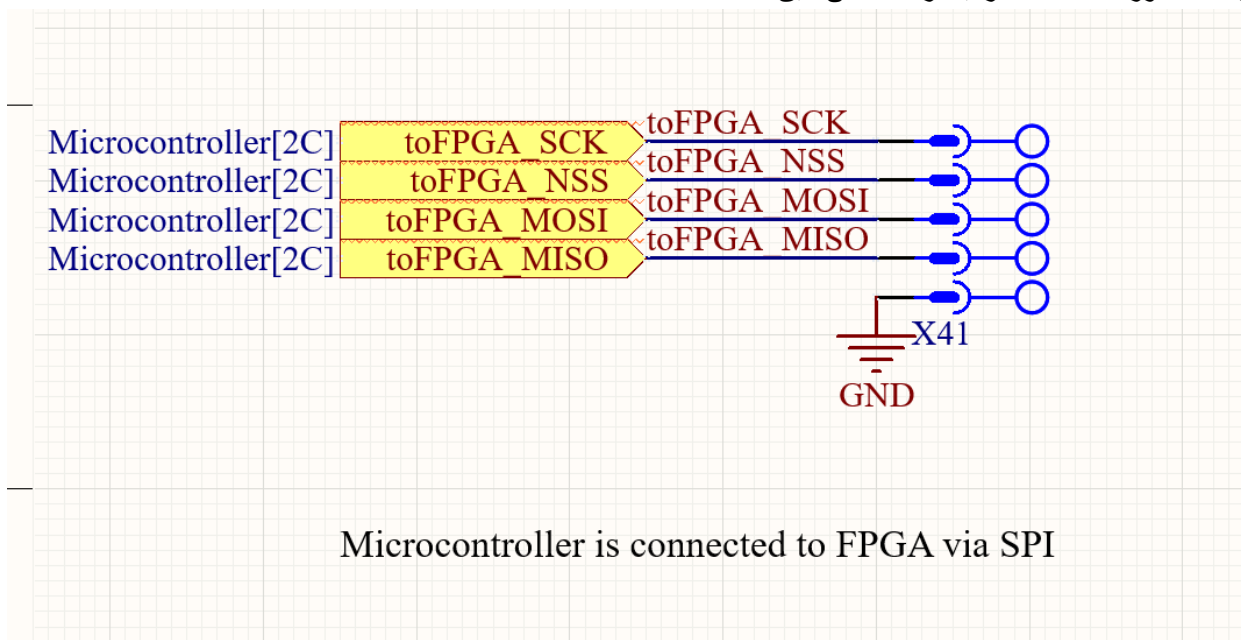 toFPGA_SCK
Microcontroller[2C] toFPGA_SCK
toFPGA_NSS
Microcontroller[2C] toFPGA_NSS
toFPGA_MOSI
Microcontroller[2C] toFPGA_MOSI
toFPGA_MISO
Microcontroller[2C] toFPGA_MISO
X41
GND
Microcontroller is connected to FPGA via SPI